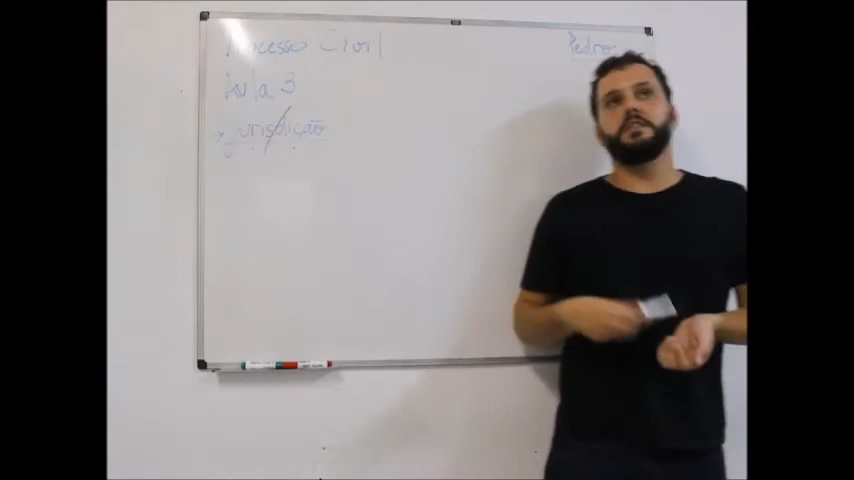 Processo Civil
Pedro
Aula 3
→ Jurisdição